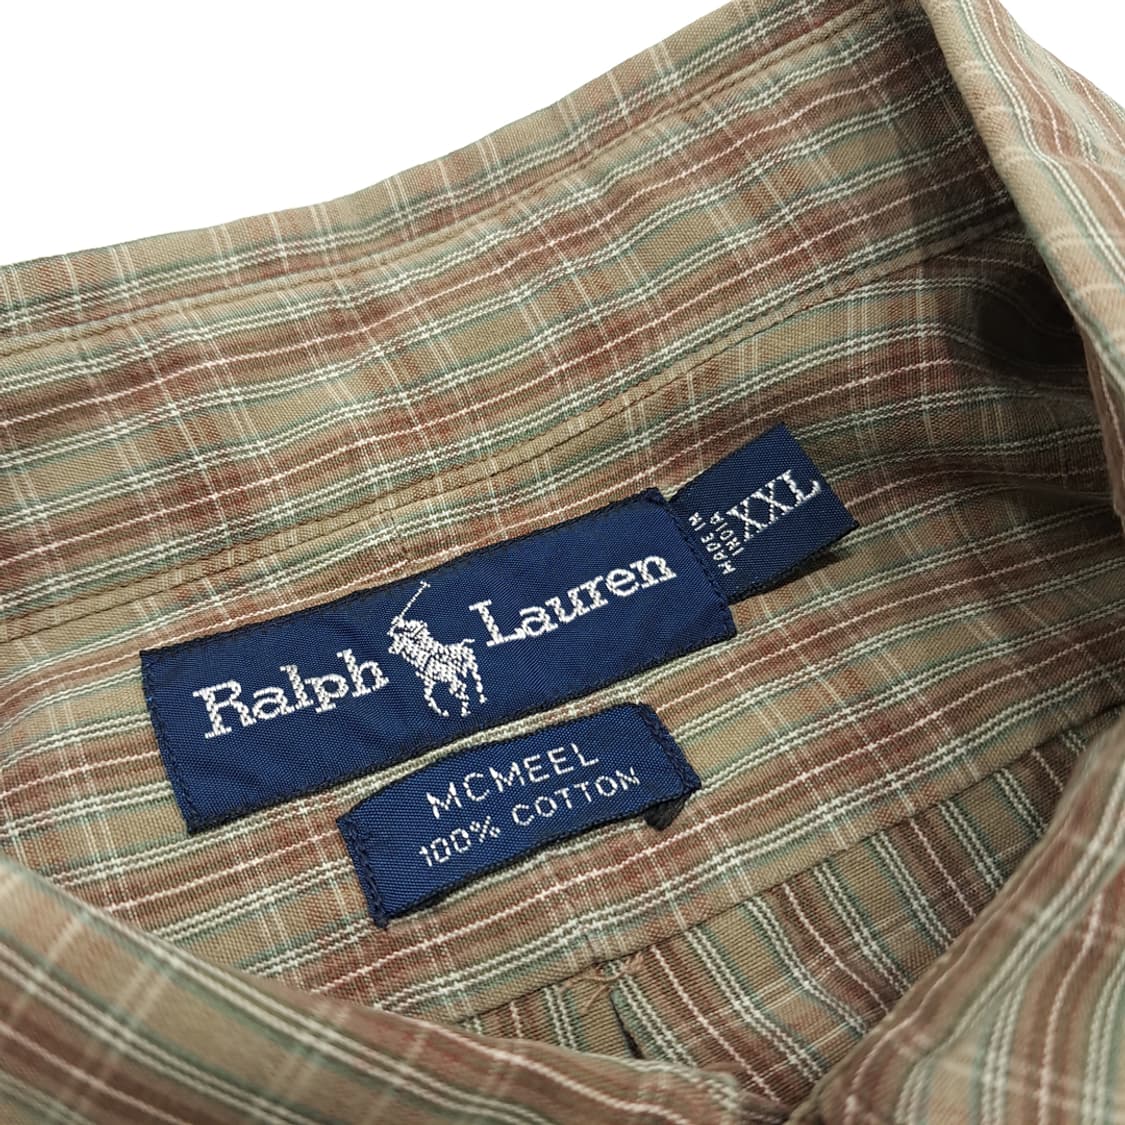 Ralph Lauren
XXL
MADE IN
INDIA
MCMEEL
100% COTTON